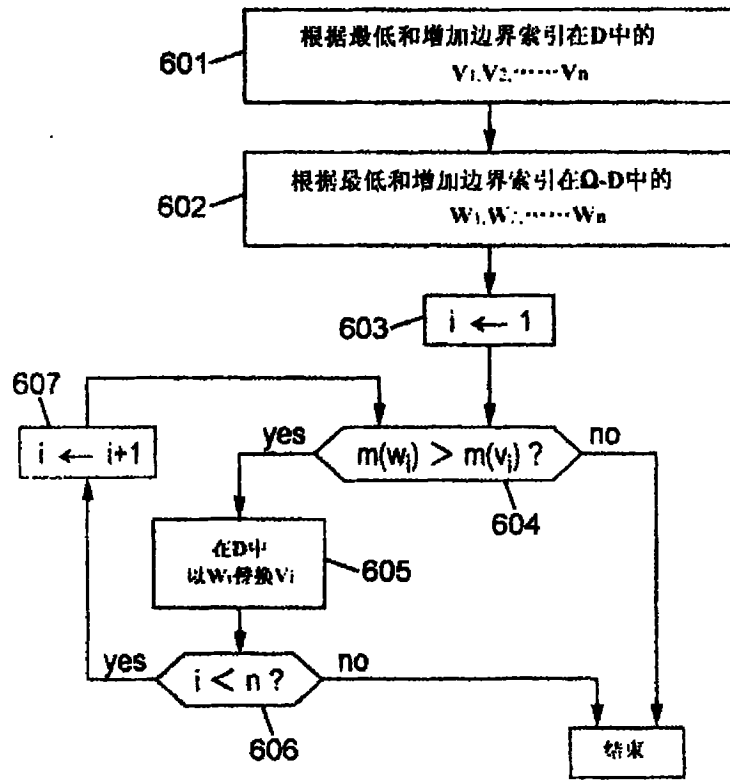 601
根据最低和增加边界索引在D中的
V1,V2,……Vn
602
根据最低和增加边界索引在Ω-D中的
W1,W2,……Wn
603
i ← 1
607
i ← i+1
yes
m(wi) > m(vi) ?
no
604
在D中
以Wi替换Vi
605
yes
i < n ?
no
606
结束